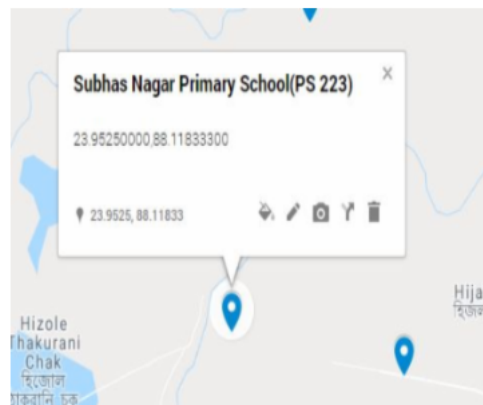 Subhas Nagar Primary School(PS 223)
23.95250000,88.11833300
23.9525, 88.11833
Hizole
Thakurani
Chak
হিজোল
ঠাকুরানি চক
Hija